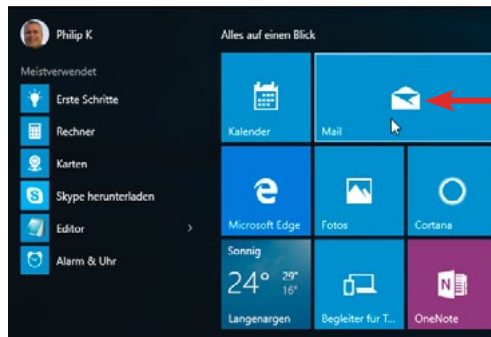 Philip K
Alles auf einen Blick
Meistverwendet
Erste Schritte
Rechner
Karten
Skype herunterladen
Editor
Alarm & Uhr
Kalender
Mail
Microsoft Edge
Fotos
Cortana
Sonnig
24° 29°
16°
Langenargen
Begleiter für T...
OneNote